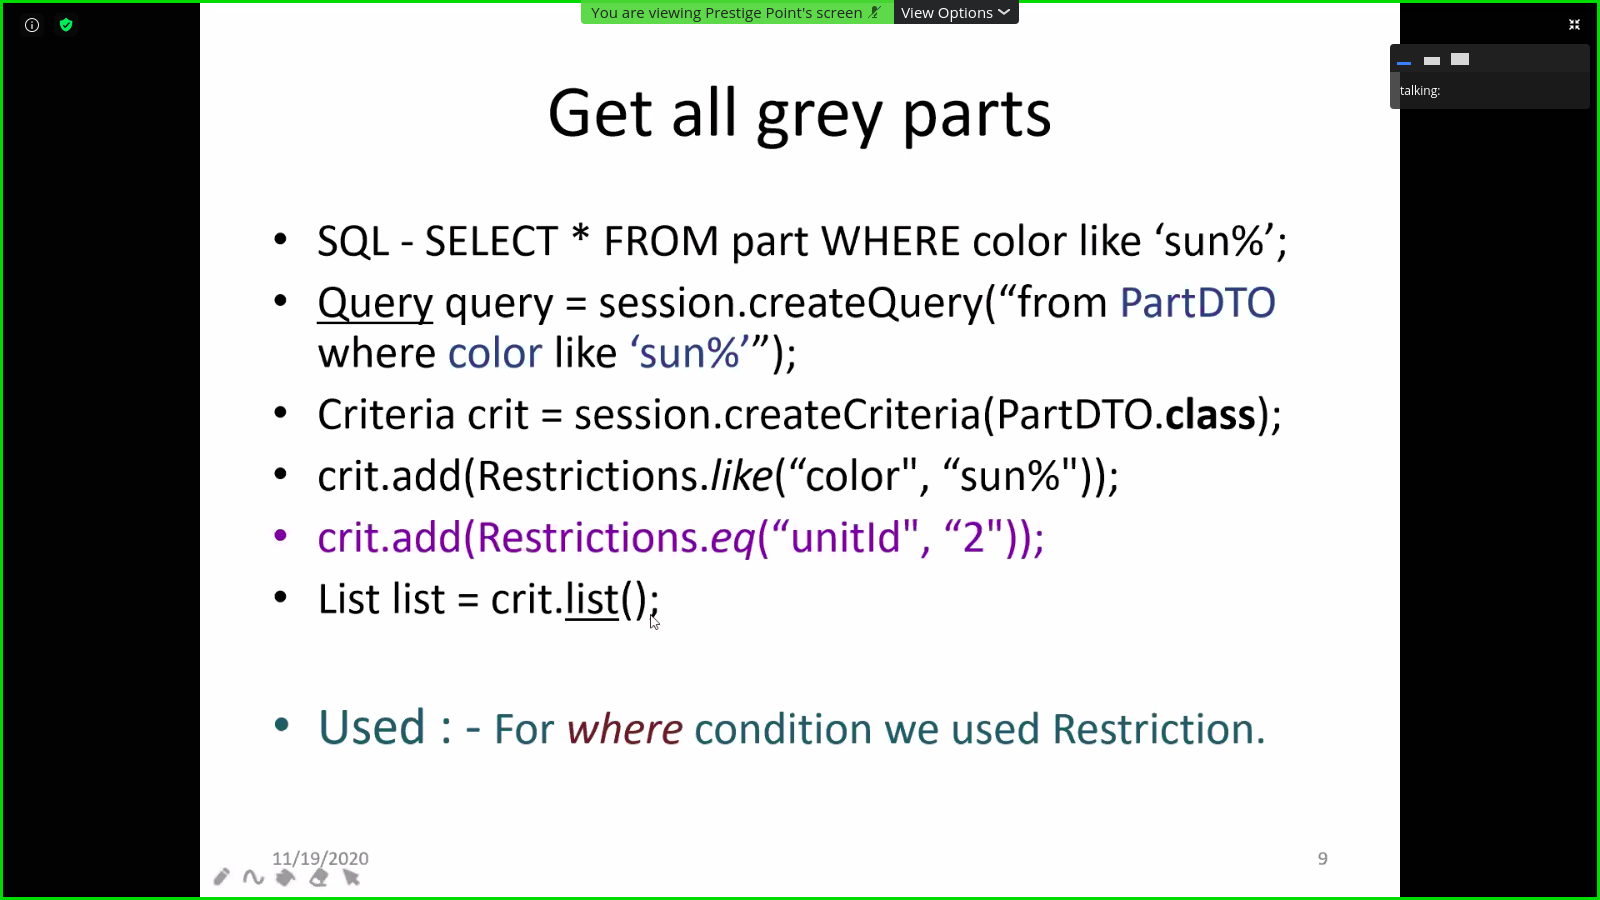 You are viewing Prestige Point's screen View Options
talking:
Get all grey parts
• SQL - SELECT * FROM part WHERE color like ‘sun%’;
• Query query = session.createQuery(“from PartDTO
where color like ‘sun%’”);
• Criteria crit = session.createCriteria(PartDTO.class);
• crit.add(Restrictions.like(“color", “sun%"));
• crit.add(Restrictions.eq(“unitId", “2"));
• List list = crit.list();
• Used : - For where condition we used Restriction.
11/19/2020 9